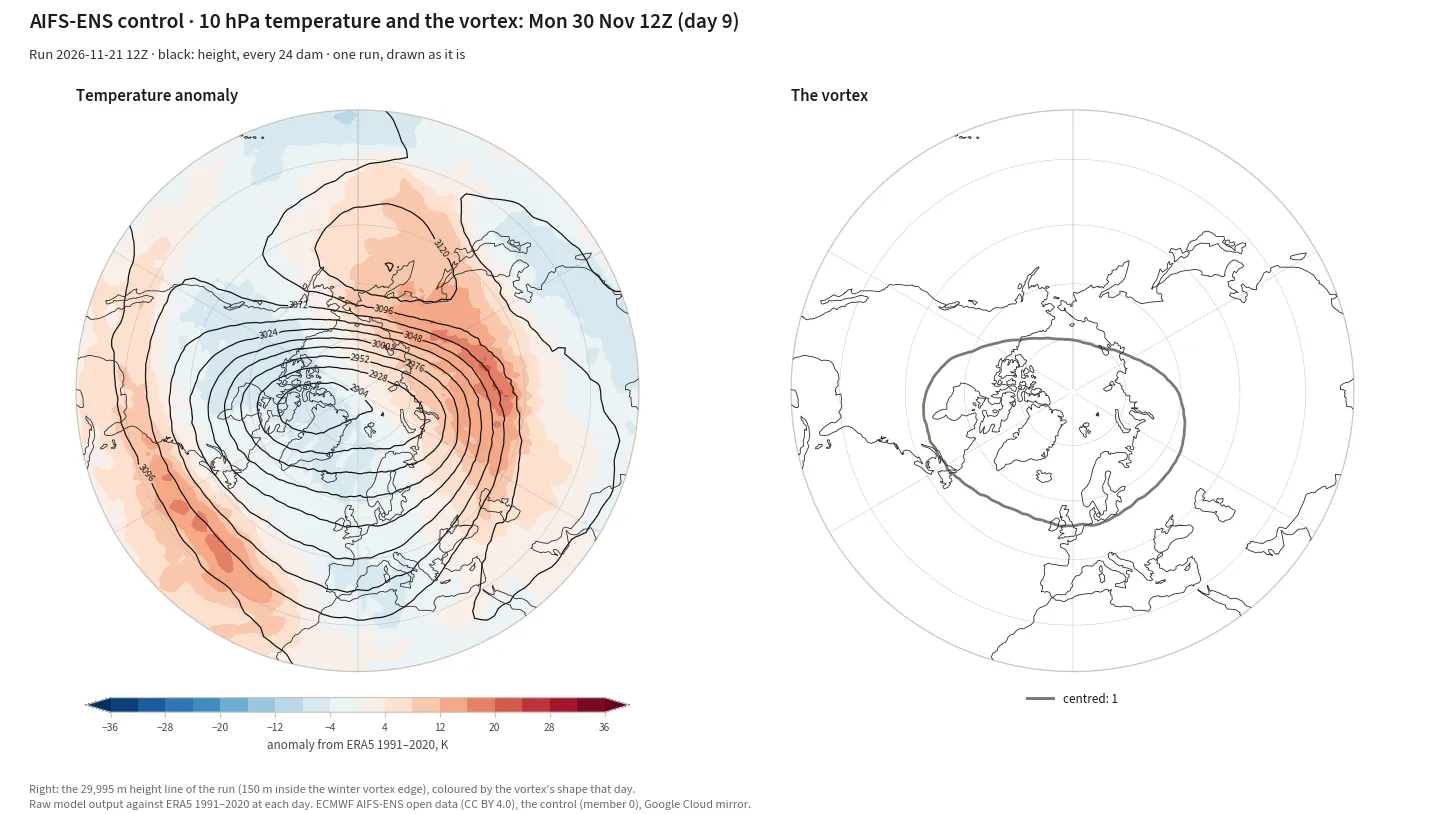 AIFS-ENS control · 10 hPa temperature and the vortex: Mon 30 Nov 12Z (day 9)
Run 2026-11-21 12Z · black: height, every 24 dam · one run, drawn as it is
Temperature anomaly
The vortex
3120
3072
3096
3024
3048
3000
2952
2976
2928
2904
3096
centred: 1
−36 −28 −20 −12 −4 4 12 20 28 36
anomaly from ERA5 1991–2020, K
Right: the 29,995 m height line of the run (150 m inside the winter vortex edge), coloured by the vortex's shape that day.
Raw model output against ERA5 1991–2020 at each day. ECMWF AIFS-ENS open data (CC BY 4.0), the control (member 0), Google Cloud mirror.